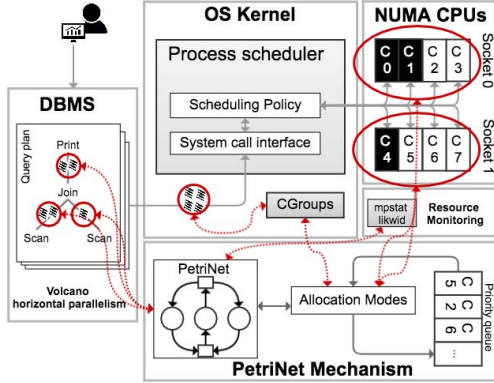 OS Kernel
NUMA CPUs
Process scheduler
Scheduling Policy
System call interface
C 0
C 1
C 2
C 3
Socket 0
C 4
C 5
C 6
C 7
Socket 1
DBMS
Query plan
Print
Join
Scan
Scan
Volcano
horizontal parallelism
CGroups
mpstat
likwid
Resource
Monitoring
PetriNet
Allocation Modes
C 5
C 2
C 6
...
Priority queue
PetriNet Mechanism